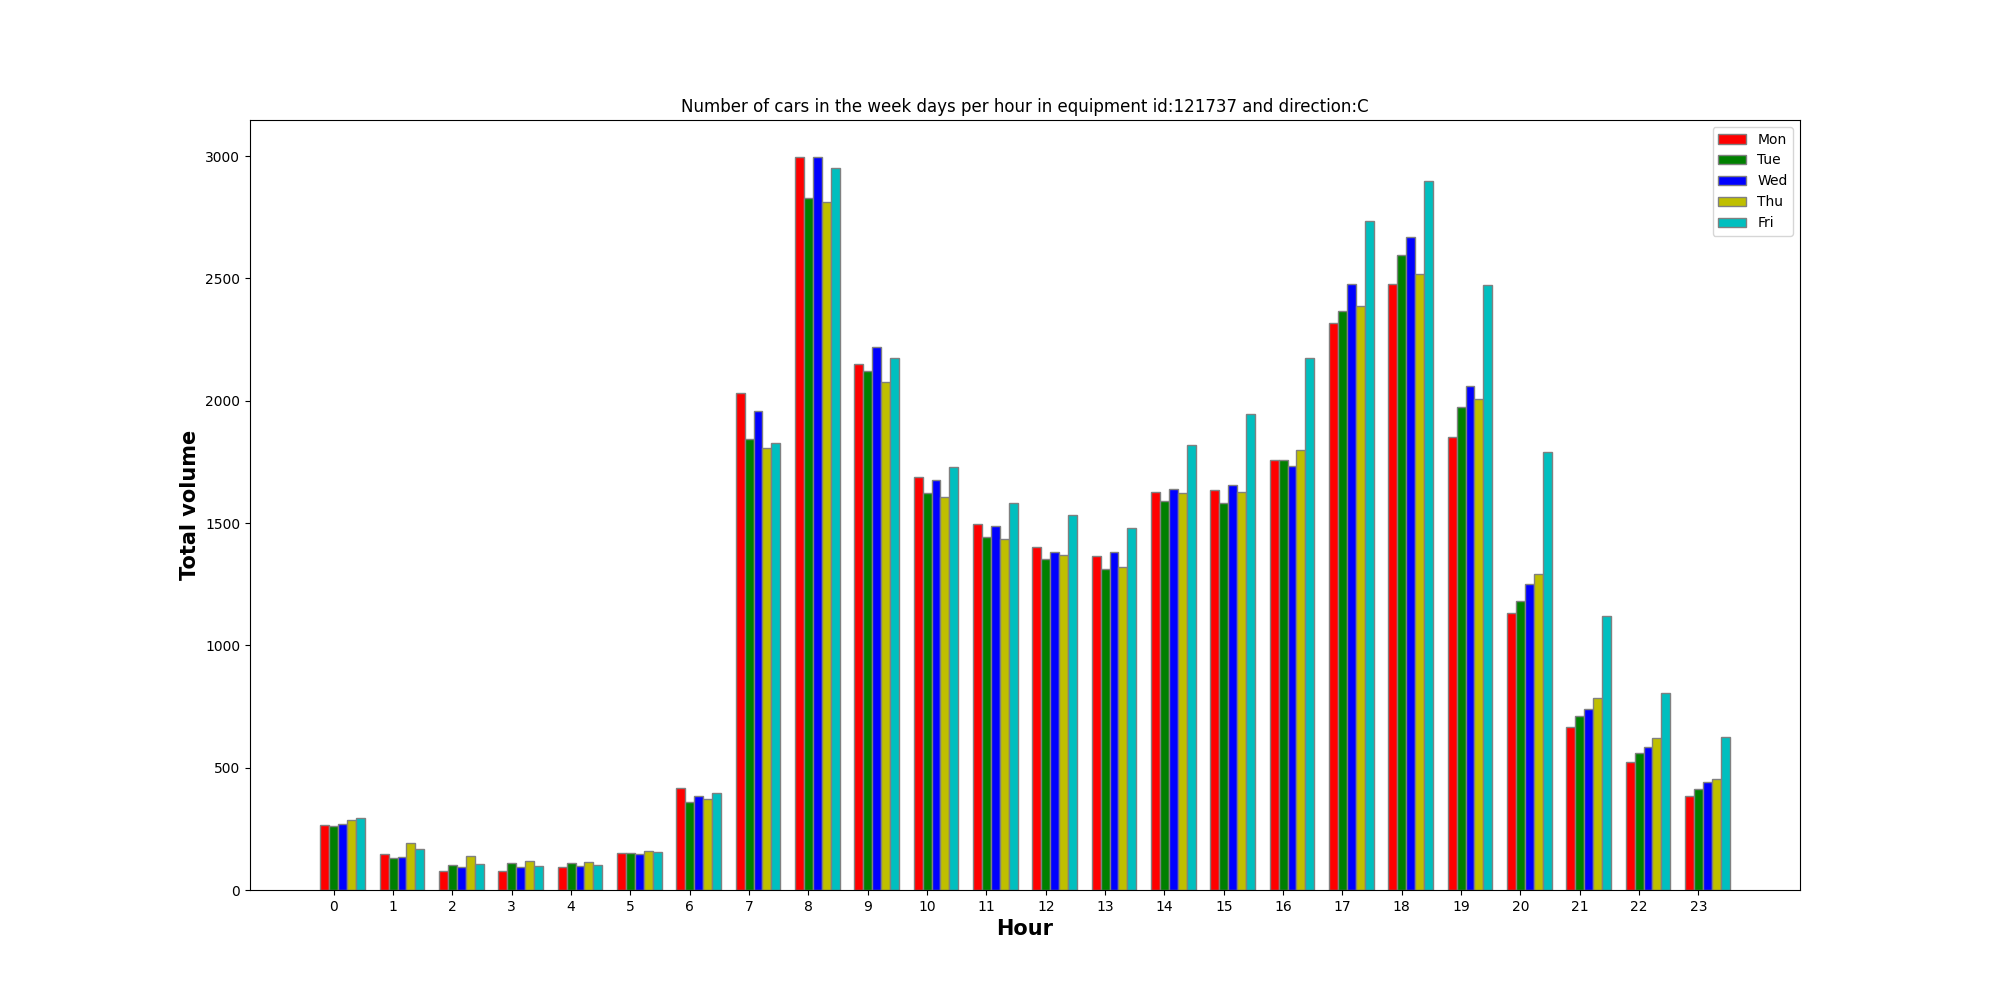 Number of cars in the week days per hour in equipment id:121737 and direction:C
Mon
Tue
Wed
Thu
Fri
Total volume
3000
2500
2000
1500
1000
500
0
0 1 2 3 4 5 6 7 8 9 10 11 12 13 14 15 16 17 18 19 20 21 22 23
Hour